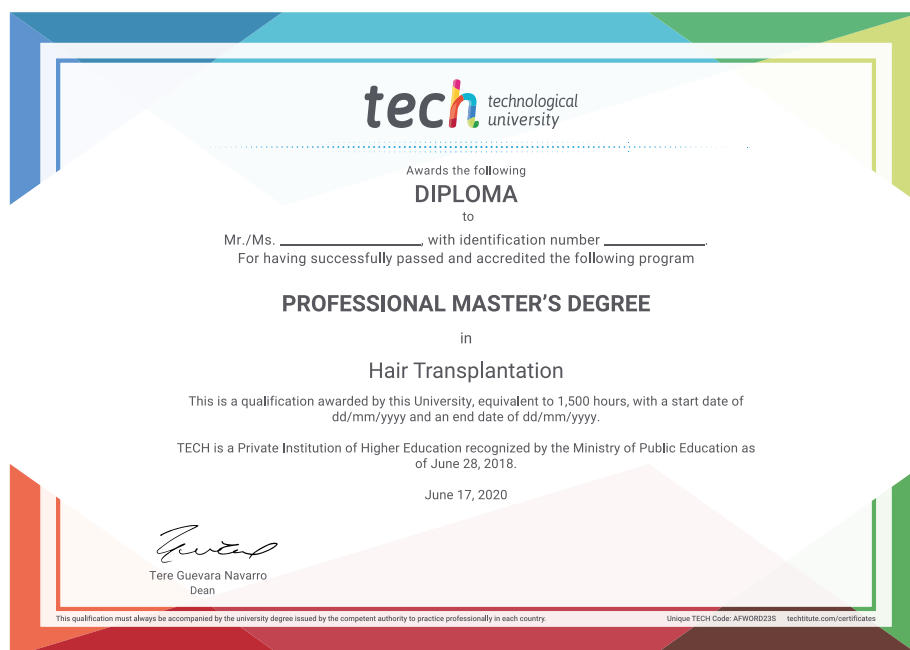 tech technological
university
Awards the following
DIPLOMA
to
Mr./Ms. ____________________, with identification number ______________.
For having successfully passed and accredited the following program
PROFESSIONAL MASTER'S DEGREE
in
Hair Transplantation
This is a qualification awarded by this University, equivalent to 1,500 hours, with a start date of
dd/mm/yyyy and an end date of dd/mm/yyyy.
TECH is a Private Institution of Higher Education recognized by the Ministry of Public Education as
of June 28, 2018.
June 17, 2020
Tere Guevara Navarro
Dean
This qualification must always be accompanied by the university degree issued by the competent authority to practice professionally in each country. Unique TECH Code: AFWORD23S techtitute.com/certificates